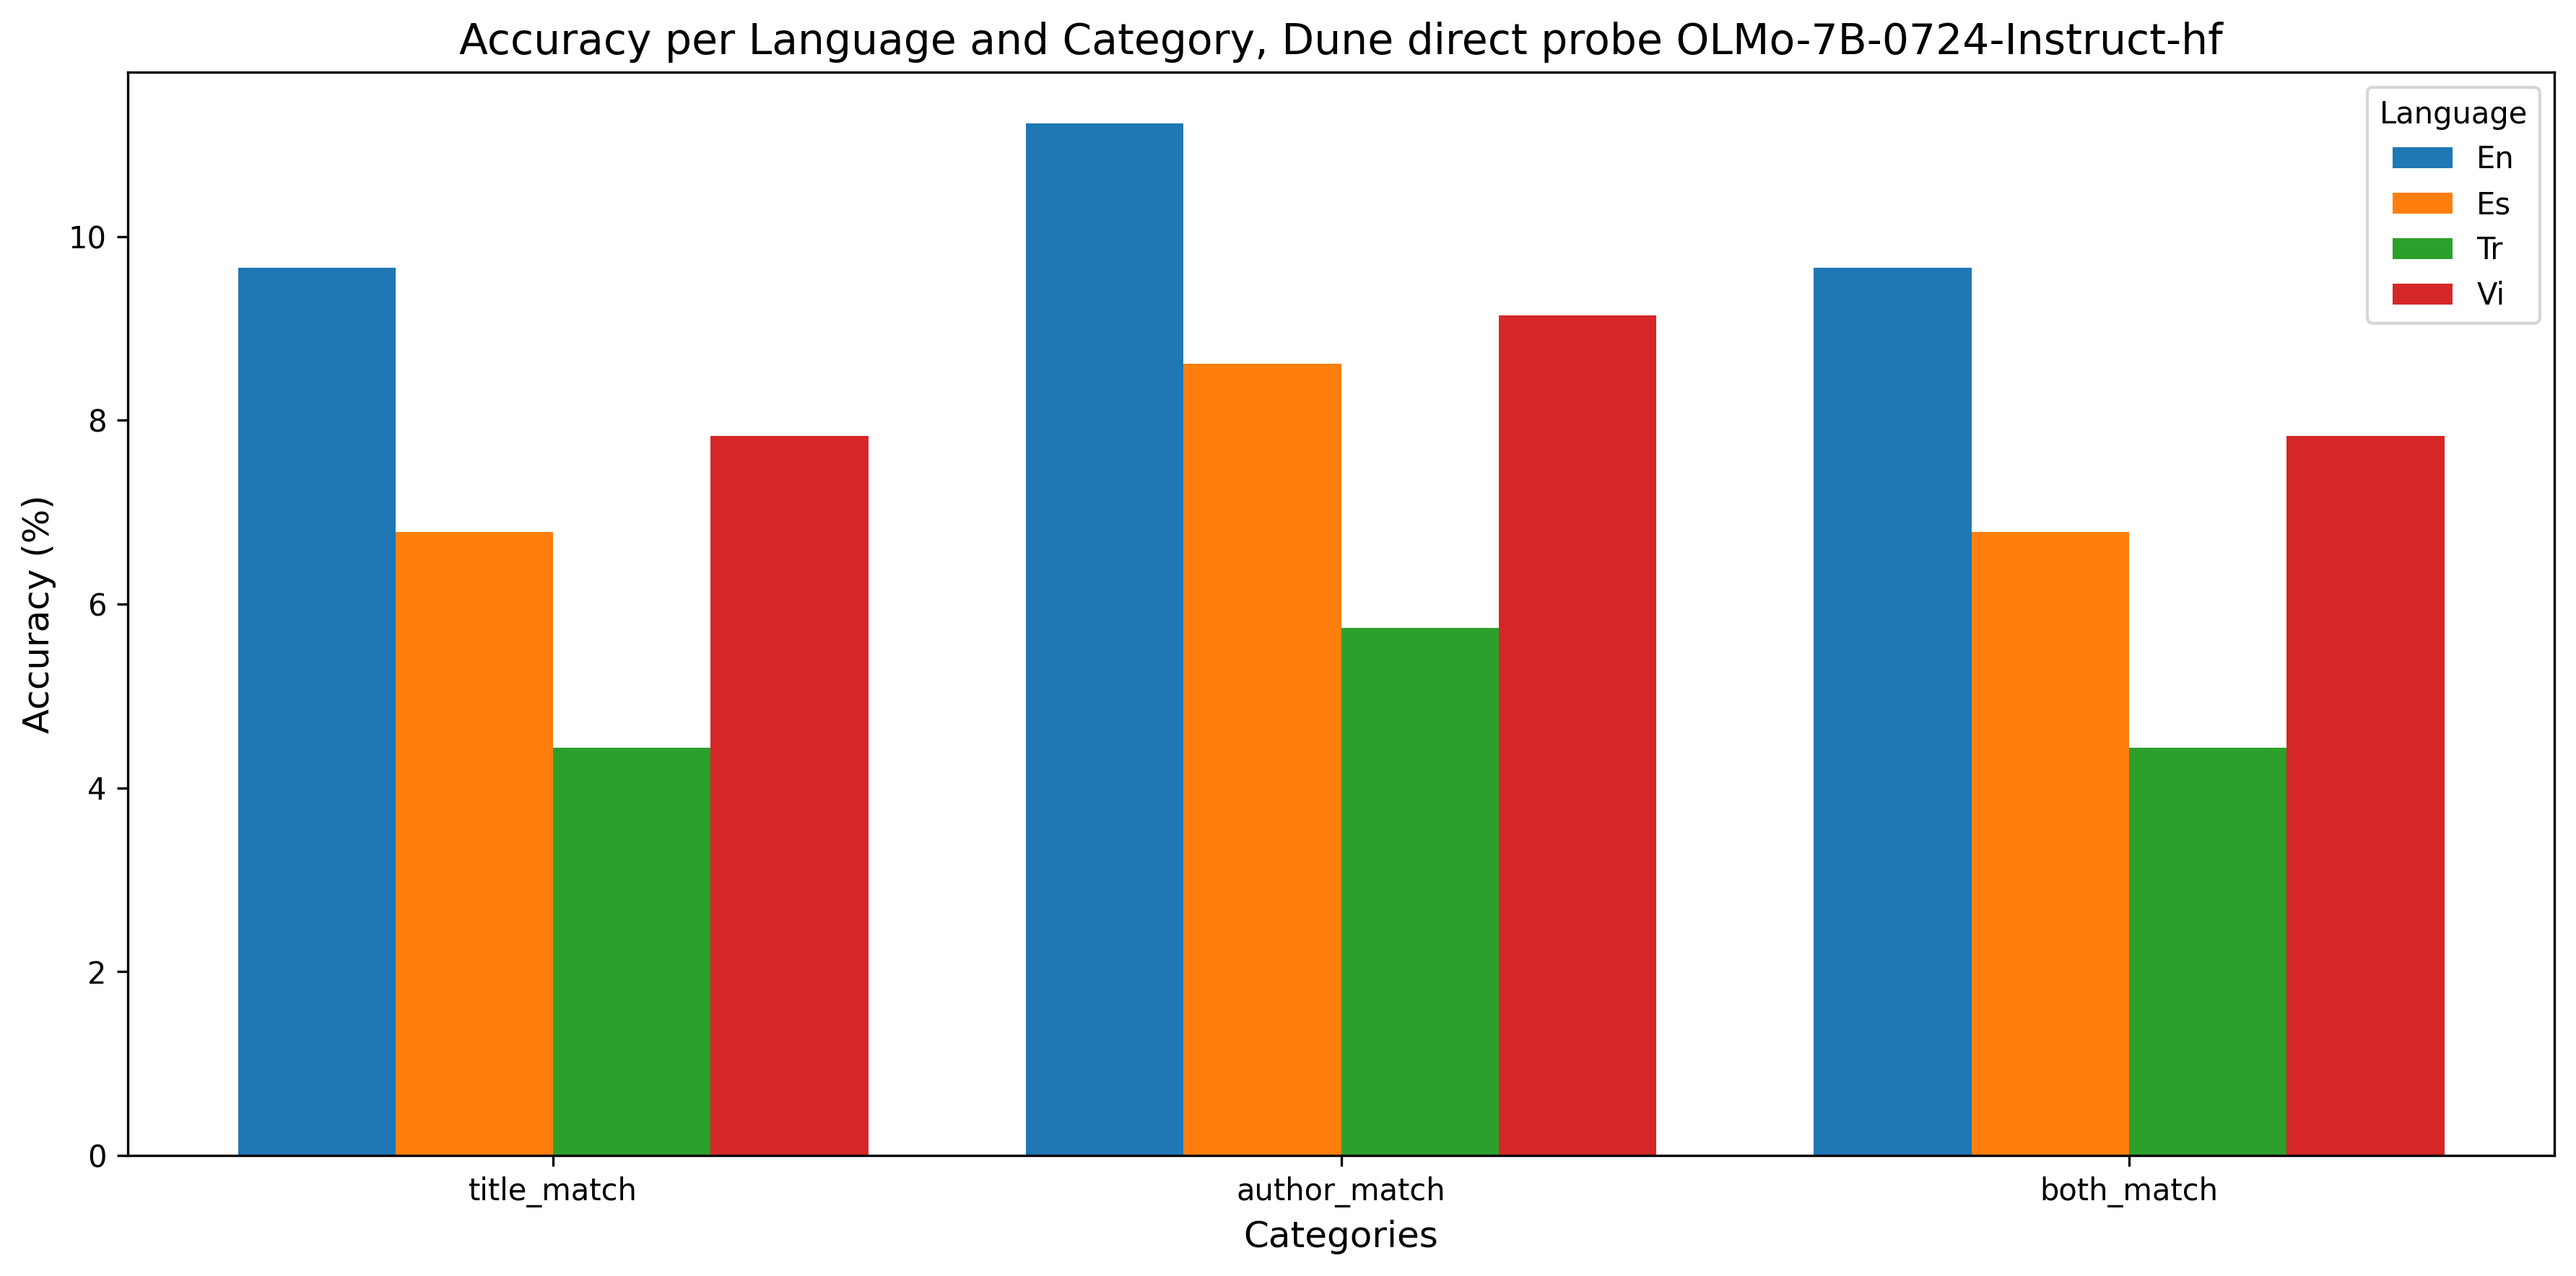 Accuracy per Language and Category, Dune direct probe OLMo-7B-0724-Instruct-hf
Language
En
Es
Tr
Vi
Accuracy (%)
10
8
6
4
2
0
title_match
author_match
both_match
Categories